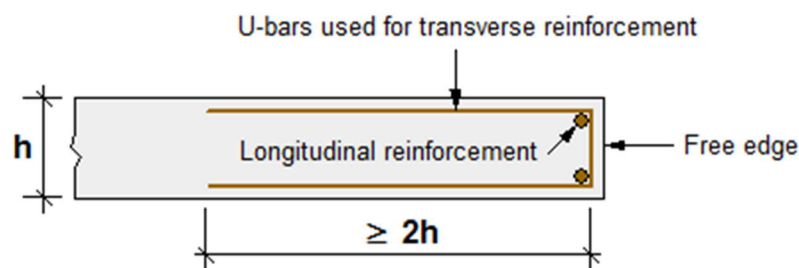 U-bars used for transverse reinforcement
h
Longitudinal reinforcement
Free edge
≥ 2h